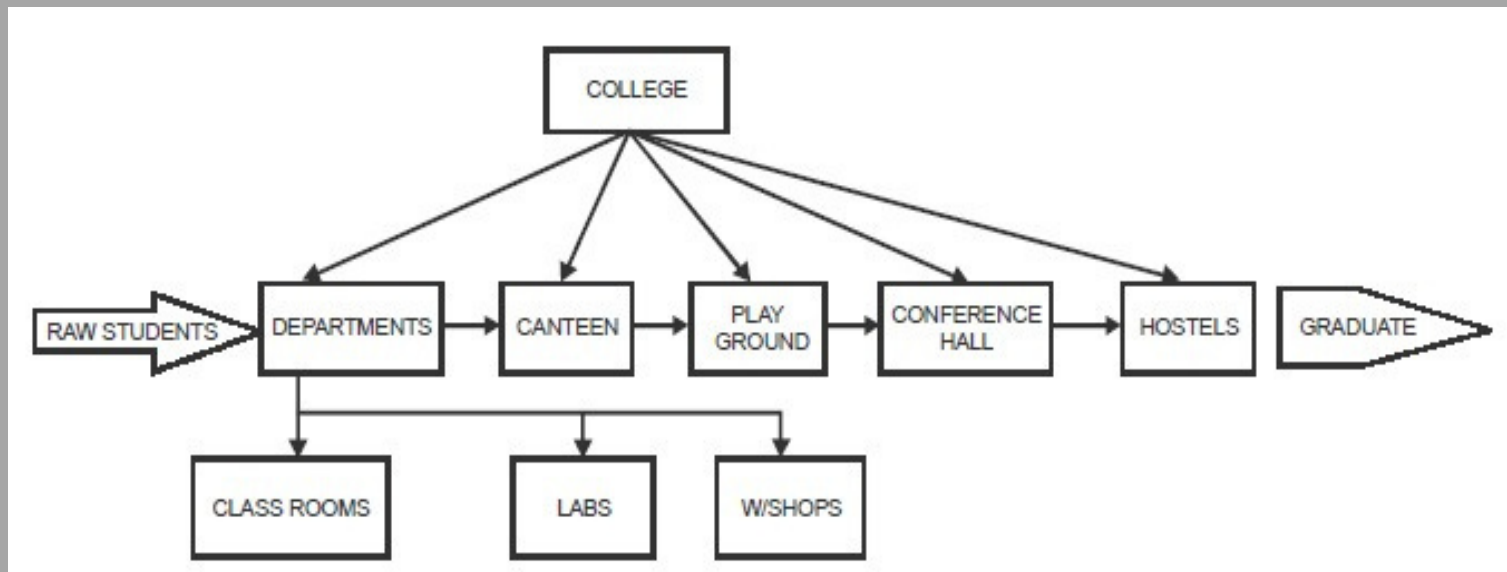 COLLEGE
RAW STUDENTS
DEPARTMENTS
CANTEEN
PLAY
GROUND
CONFERENCE
HALL
HOSTELS
GRADUATE
CLASS ROOMS
LABS
W/SHOPS